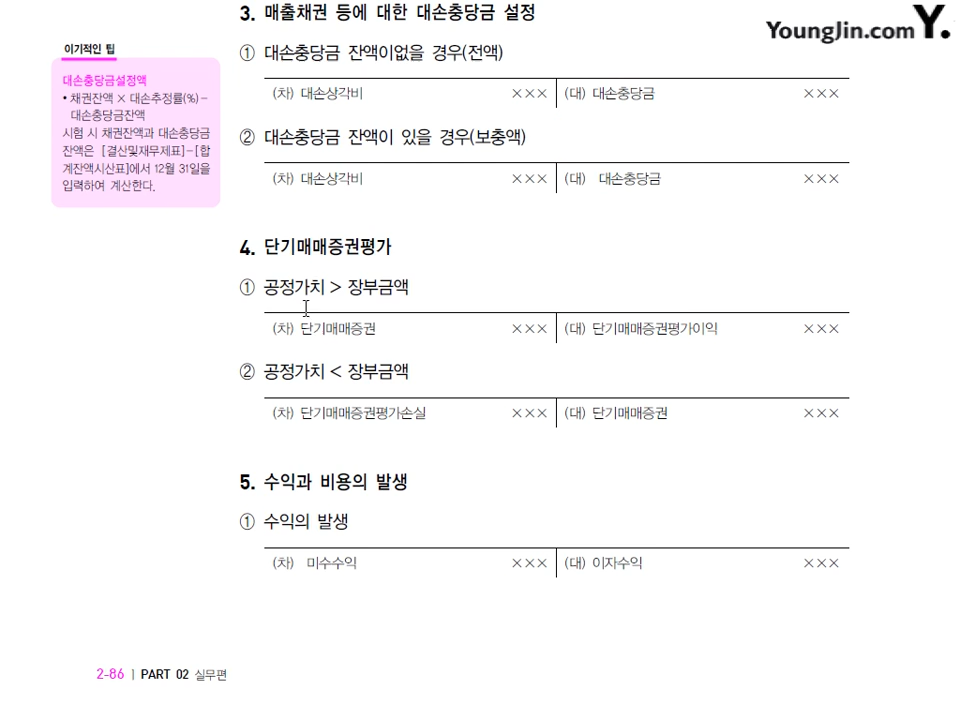 YoungJin.com Y.
3. 매출채권 등에 대한 대손충당금 설정
이기적인 팁
대손충당금설정액
• 채권잔액 × 대손추정률(%)−
대손충당금잔액
시험 시 채권잔액과 대손충당금
잔액은 [결산및재무제표]−[합
계잔액시산표]에서 12월 31일을
입력하여 계산한다.
① 대손충당금 잔액이없을 경우(전액)
(차) 대손상각비 ××× (대) 대손충당금 ×××
② 대손충당금 잔액이 있을 경우(보충액)
(차) 대손상각비 ××× (대) 대손충당금 ×××
4. 단기매매증권평가
① 공정가치 > 장부금액
(차) 단기매매증권 ××× (대) 단기매매증권평가이익 ×××
② 공정가치 < 장부금액
(차) 단기매매증권평가손실 ××× (대) 단기매매증권 ×××
5. 수익과 비용의 발생
① 수익의 발생
(차) 미수수익 ××× (대) 이자수익 ×××
2-86 | PART 02 실무편